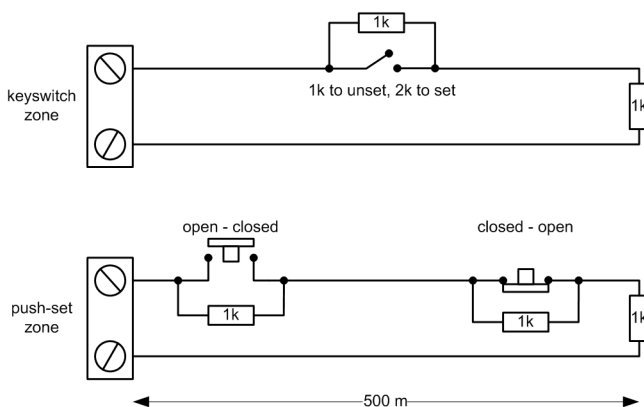 1k
keyswitch
zone
1k to unset, 2k to set
1k
open - closed
closed - open
push-set
zone
1k
1k
1k
500 m